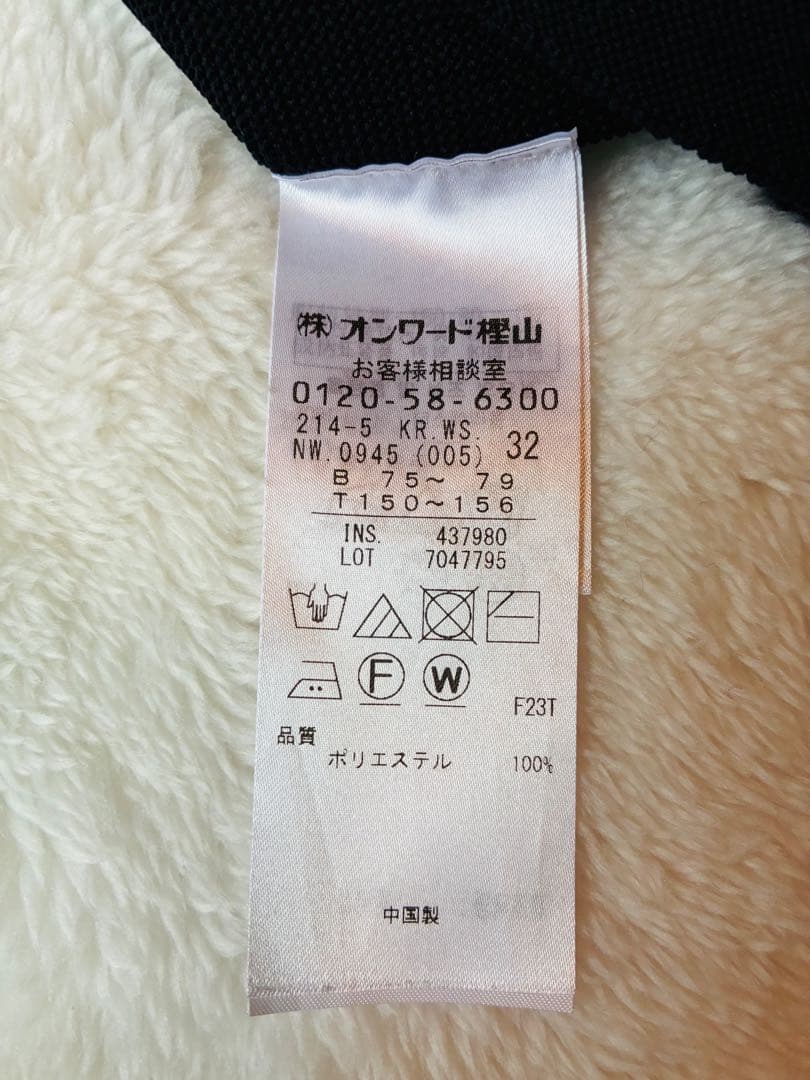 (株)オンワード樫山
お客様相談室
0120-58-6300
214-5 KR.WS. 32
NW.0945 (005)
B 75～ 79
T150～156
INS. 437980
LOT 7047795
F W
F23T
品質
ポリエステル 100%
中国製